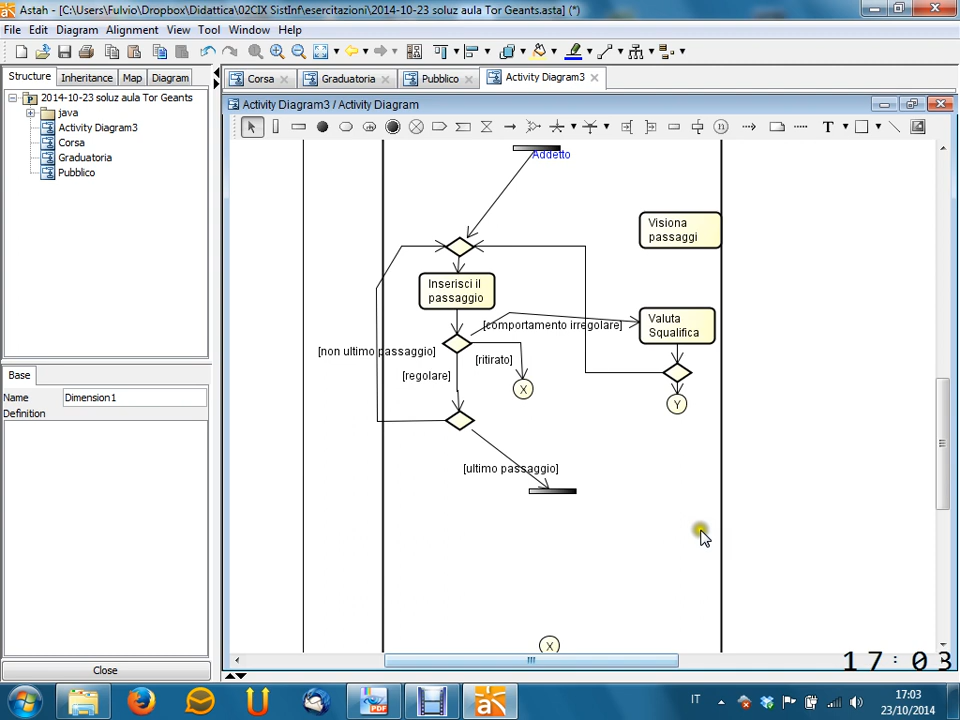 Astah - [C:\Users\Fulvio\Dropbox\Didattica\02CIX SistInf\esercitazioni\2014-10-23 soluz aula Tor Geants.asta] (*)
File Edit Diagram Alignment View Tool Window Help
Structure Inheritance Map Diagram
Corsa Graduatoria Pubblico Activity Diagram3
2014-10-23 soluz aula Tor Geants
java
Activity Diagram3
Corsa
Graduatoria
Pubblico
Activity Diagram3 / Activity Diagram
n T
Addetto
Visiona
passaggi
Inserisci il
passaggio
[comportamento irregolare]
Valuta
Squalifica
[non ultimo passaggio]
[ritirato]
[regolare]
X
Y
[ultimo passaggio]
X
Base
Name Dimension1
Definition
Close
17:03
PDF
IT
17:03
23/10/2014